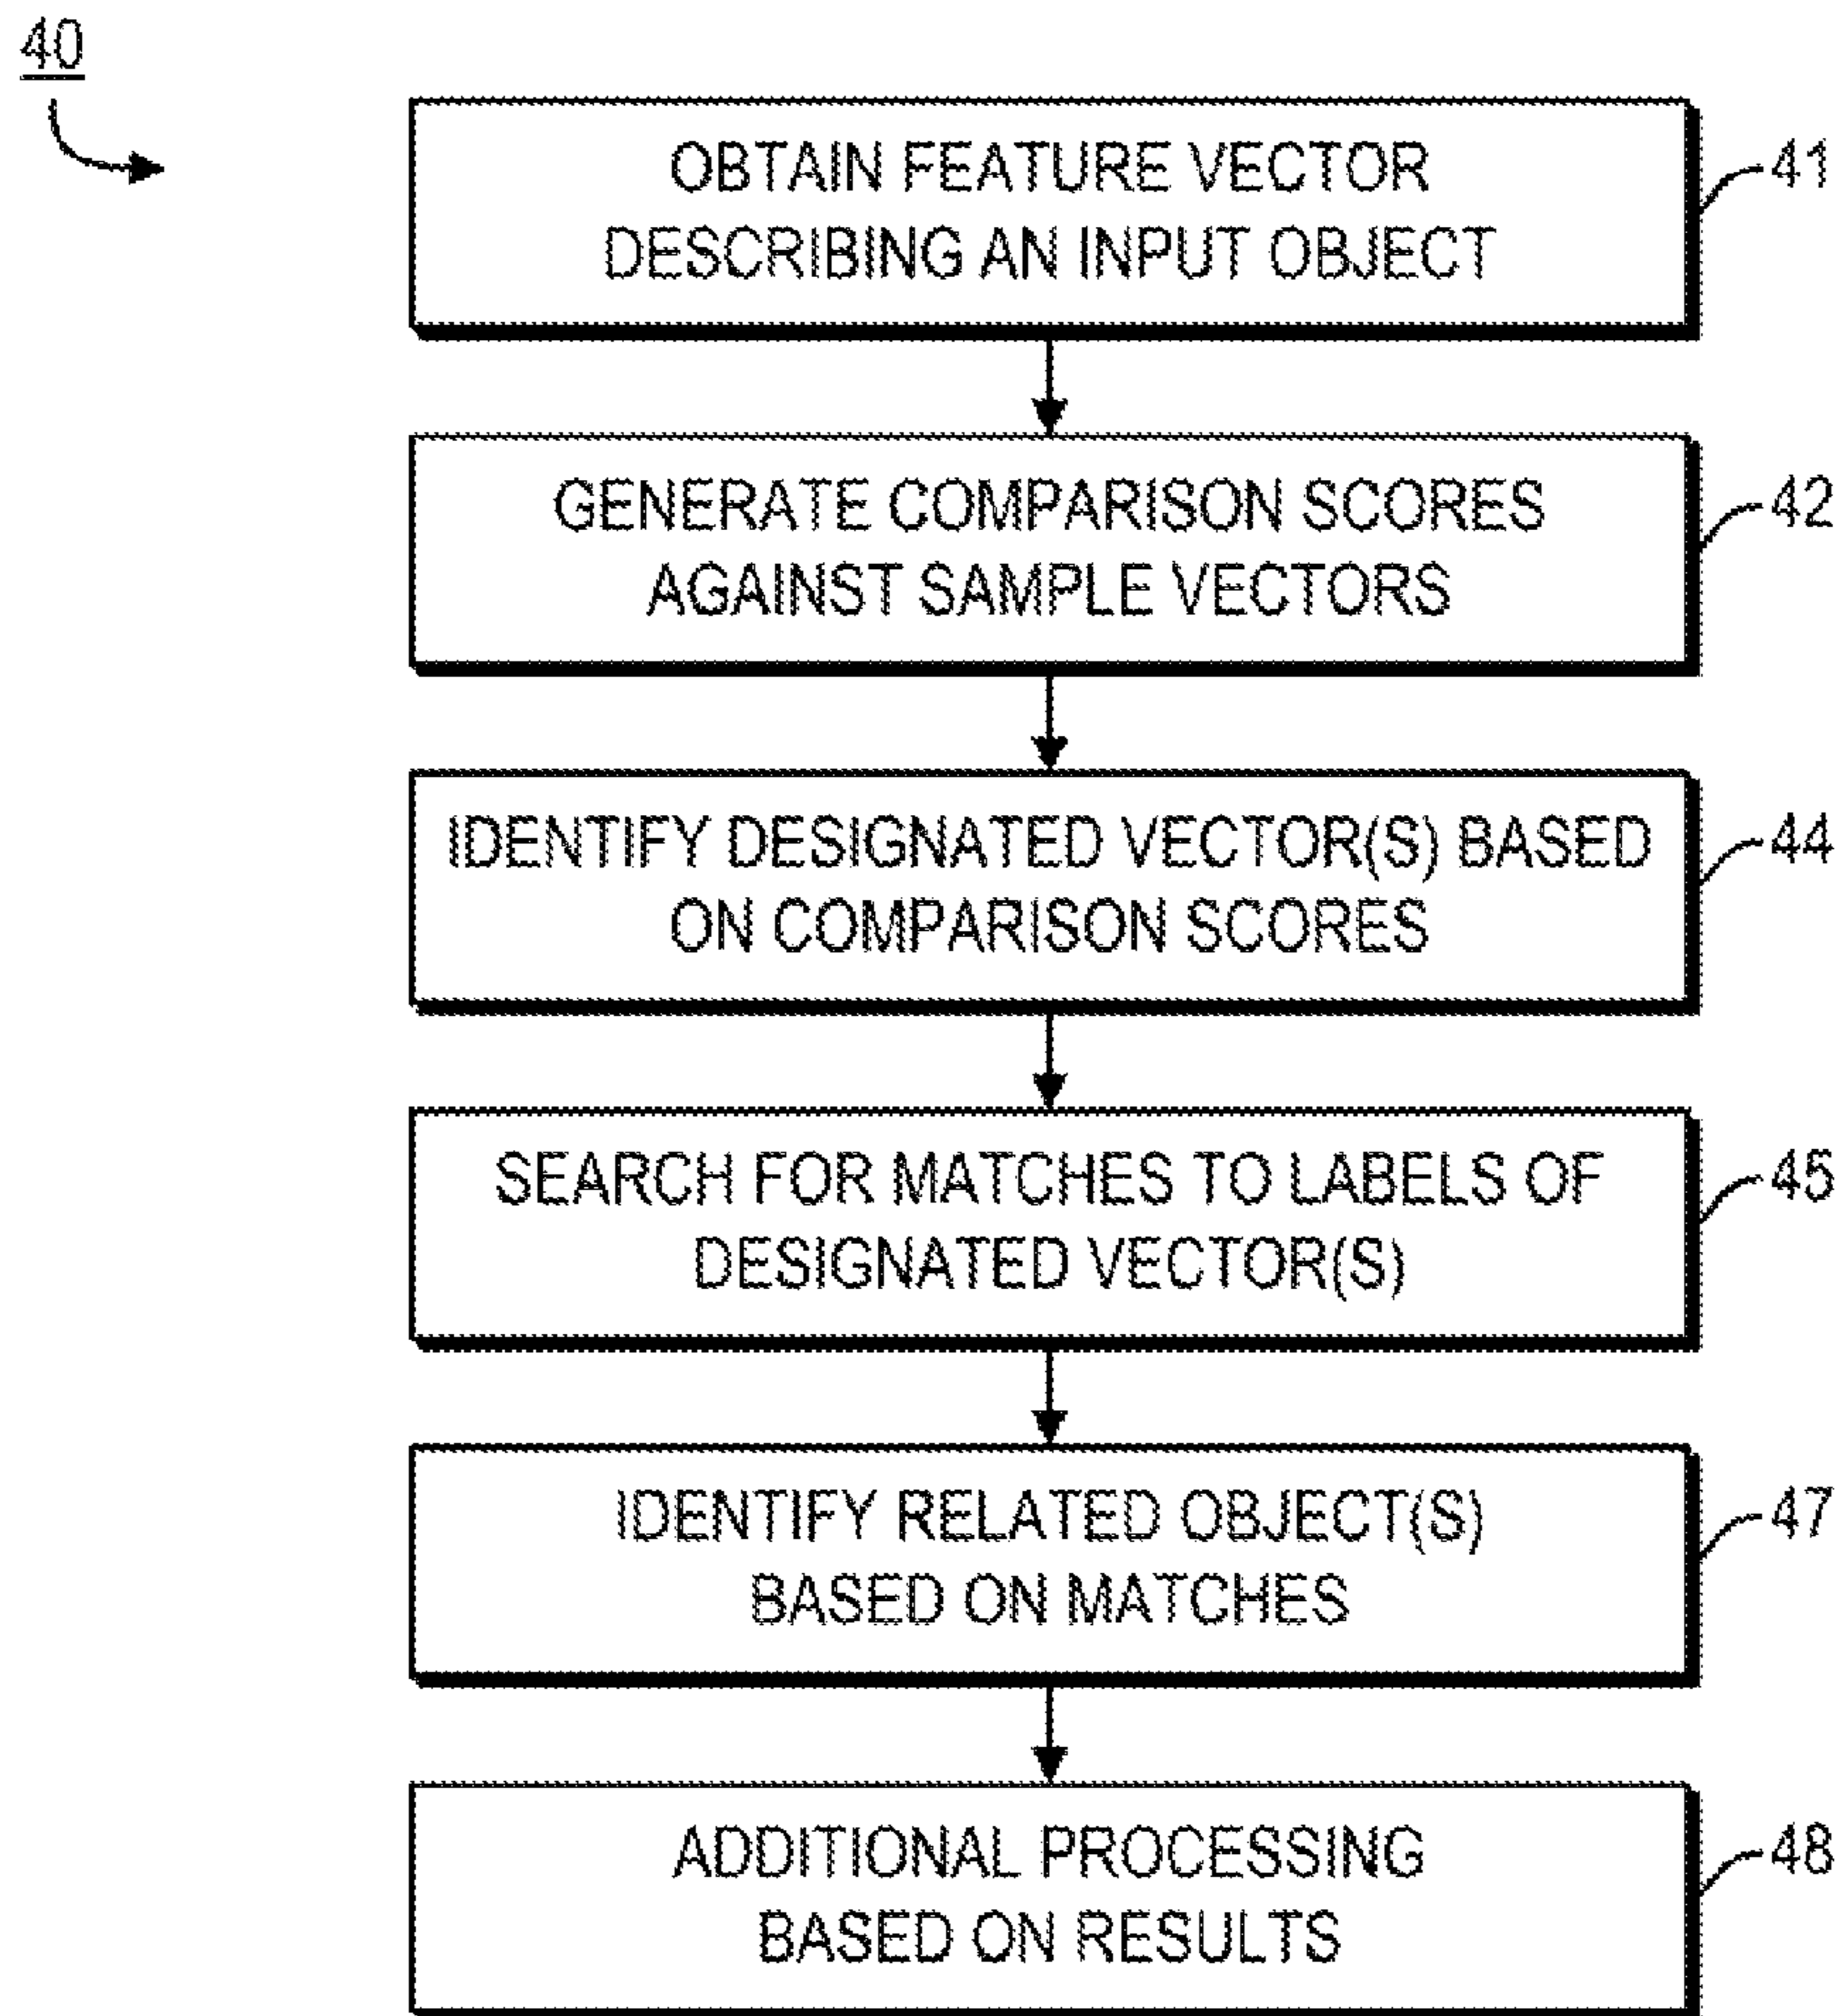 40
OBTAIN FEATURE VECTOR
DESCRIBING AN INPUT OBJECT
41
GENERATE COMPARISON SCORES
AGAINST SAMPLE VECTORS
42
IDENTIFY DESIGNATED VECTOR(S) BASED
ON COMPARISON SCORES
44
SEARCH FOR MATCHES TO LABELS OF
DESIGNATED VECTOR(S)
45
IDENTIFY RELATED OBJECT(S)
BASED ON MATCHES
47
ADDITIONAL PROCESSING
BASED ON RESULTS
48